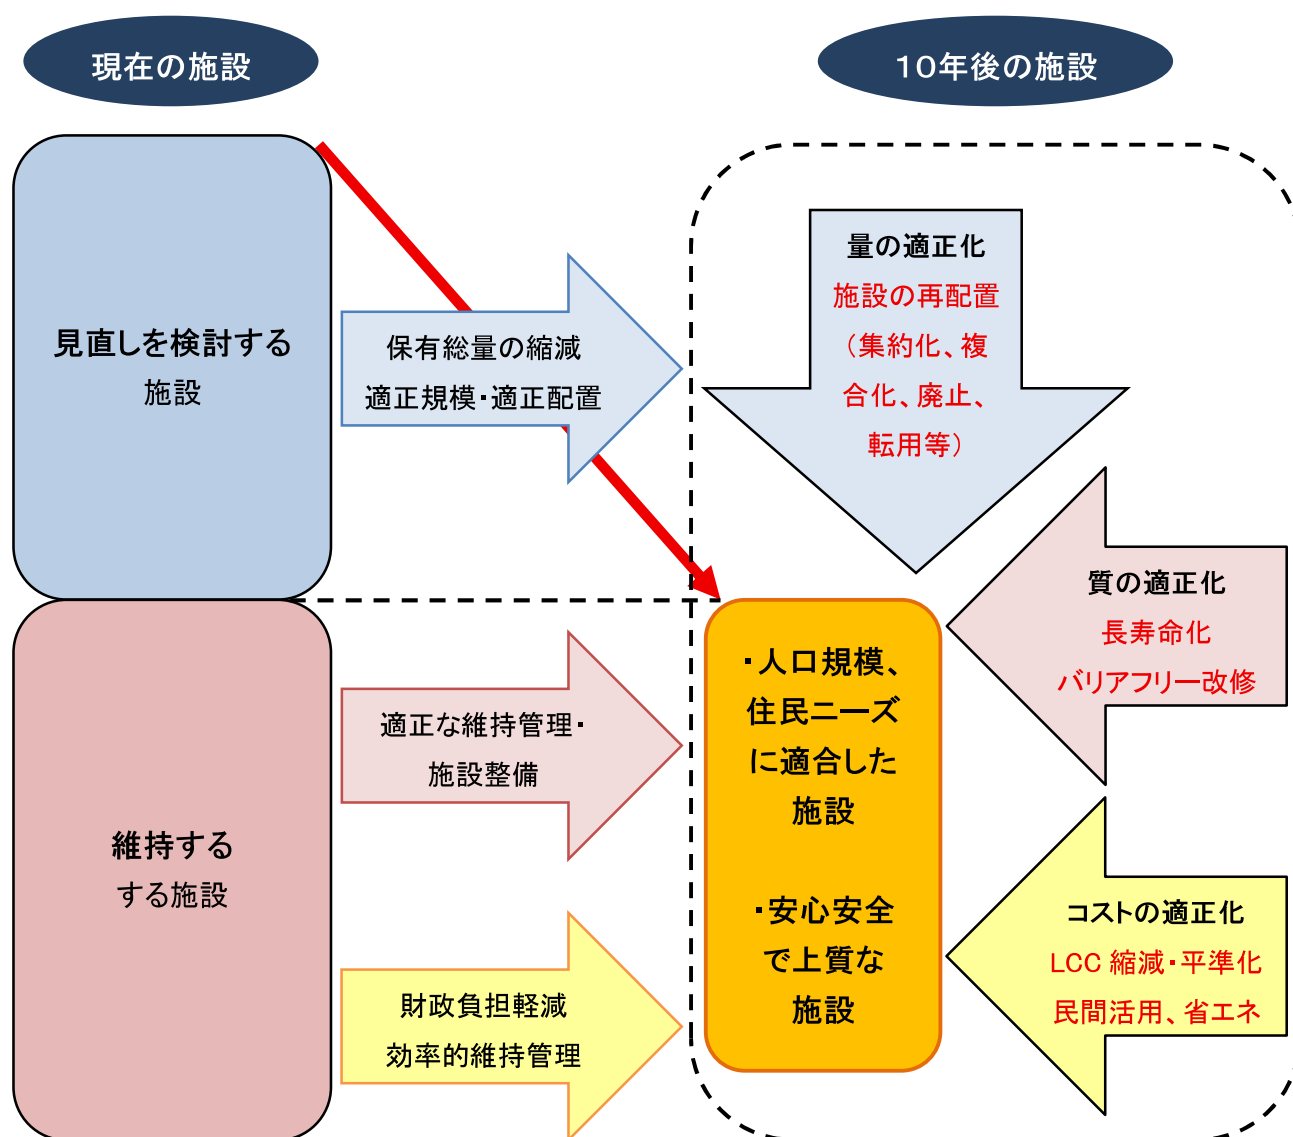 現在の施設
10年後の施設
見直しを検討する
施設
保有総量の縮減
適正規模・適正配置
量の適正化
施設の再配置
(集約化、複
合化、廃止、
転用等)
質の適正化
長寿命化
バリアフリー改修
維持する
する施設
適正な維持管理・
施設整備
財政負担軽減
効率的維持管理
・人口規模、
住民ニーズ
に適合した
施設
・安心安全
で上質な
施設
コストの適正化
LCC 縮減・平準化
民間活用、省エネ